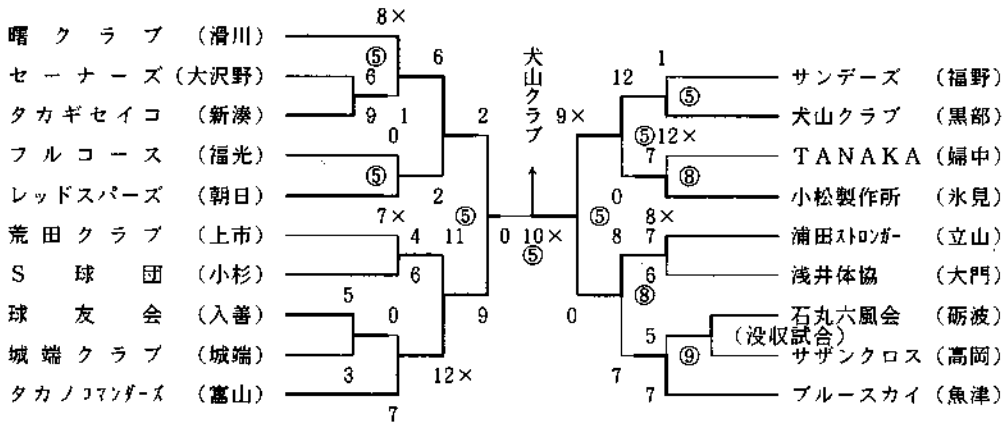 曙クラブ (滑川)
セーナーズ (大沢野)
タカギセイコ (新湊)
フルコース (福光)
レッドスパーズ (朝日)
荒田クラブ (上市)
S球団 (小杉)
球友会 (入善)
城端クラブ (城端)
タカノコマンダーズ (富山)
8×
⑤
6
6
9
1
0
⑤
2
2
⑤
7×
4
6
11
5
0
3
12×
7
9
犬山クラブ
0
10×
⑤
9×
12
1
⑤
⑤
12×
7
⑧
0
⑤
8
8×
7
6
⑧
0
5
(没収試合)
⑨
7
7
サンデーズ (福野)
犬山クラブ (黒部)
TANAKA (婦中)
小松製作所 (氷見)
浦田ストロンガー (立山)
浅井体協 (大門)
石丸六風会 (砺波)
サザンクロス (高岡)
ブルースカイ (魚津)